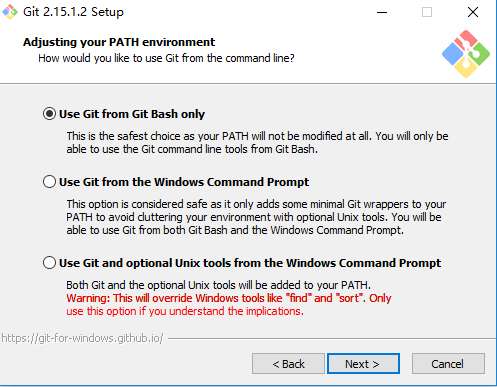 Git 2.15.1.2 Setup
Adjusting your PATH environment
How would you like to use Git from the command line?
Use Git from Git Bash only
This is the safest choice as your PATH will not be modified at all. You will only be
able to use the Git command line tools from Git Bash.
Use Git from the Windows Command Prompt
This option is considered safe as it only adds some minimal Git wrappers to your
PATH to avoid cluttering your environment with optional Unix tools. You will be
able to use Git from both Git Bash and the Windows Command Prompt.
Use Git and optional Unix tools from the Windows Command Prompt
Both Git and the optional Unix tools will be added to your PATH.
Warning: This will override Windows tools like "find" and "sort". Only
use this option if you understand the implications.
https://git-for-windows.github.io/
< Back Next > Cancel